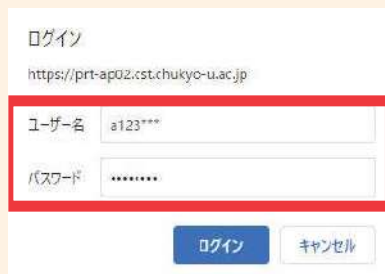 ログイン
https://prt-ap02.cst.chukyo-u.ac.jp
ユーザー名 a123***
パスワード ••••••••
ログイン キャンセル